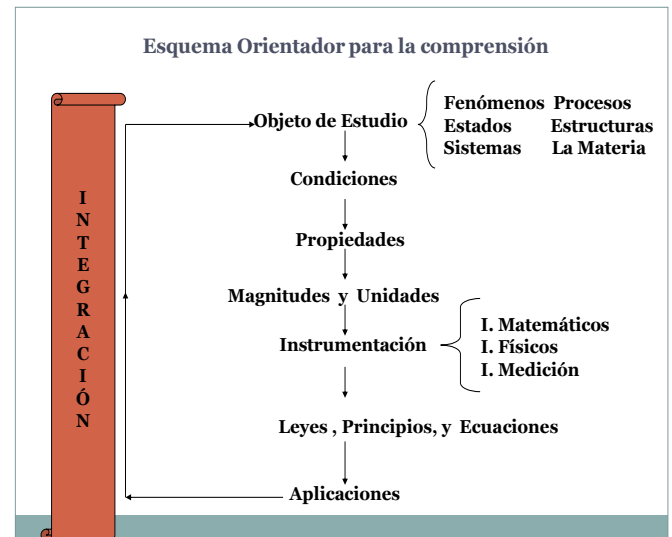 Esquema Orientador para la comprensión
INTEGRACIÓN
Objeto de Estudio
Fenómenos Procesos
Estados Estructuras
Sistemas La Materia
Condiciones
Propiedades
Magnitudes y Unidades
Instrumentación
I. Matemáticos
I. Físicos
I. Medición
Leyes , Principios, y Ecuaciones
Aplicaciones